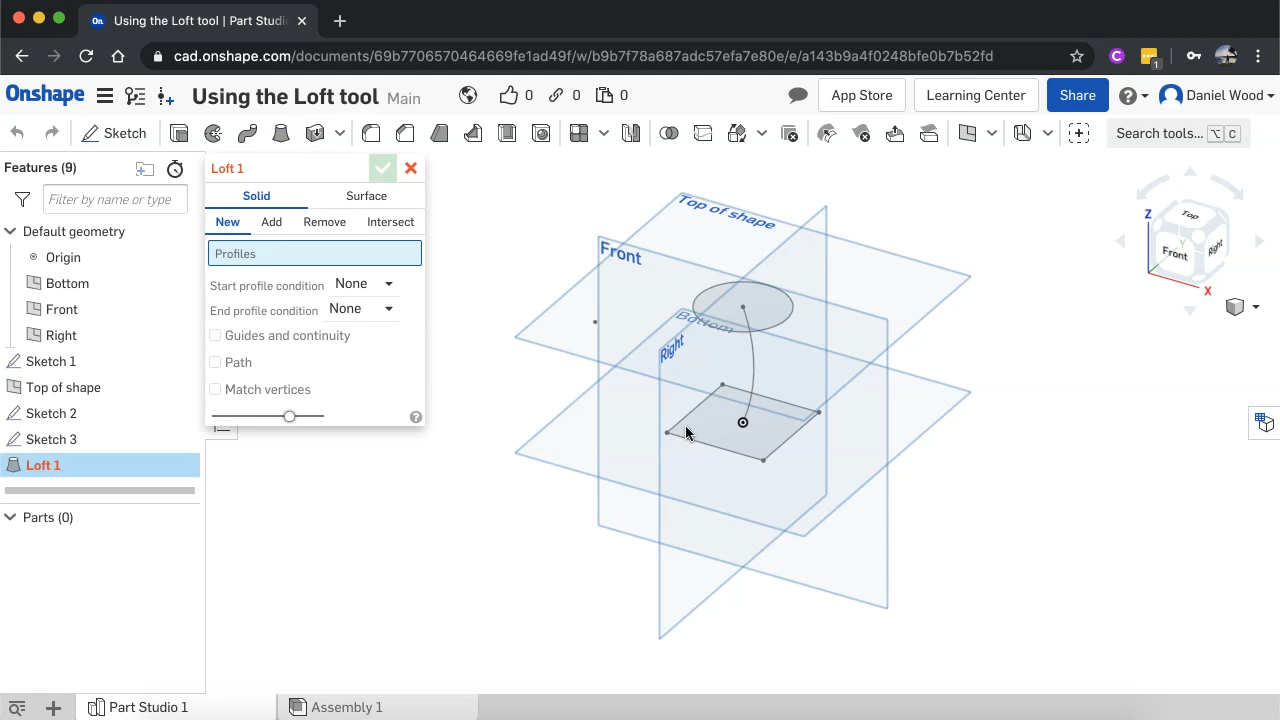 Using the Loft tool | Part Studi
cad.onshape.com/documents/69b7706570464669fe1ad49f/w/b9b7f78a687adc57efa7e80e/e/a143b9a4f0248bfe0b7b52fd
Onshape Using the Loft tool Main 0 0 0 App Store Learning Center Share Daniel Wood
Sketch Search tools... ⌥ C
Features (9)
Filter by name or type
Default geometry
Origin
Bottom
Front
Right
Sketch 1
Top of shape
Sketch 2
Sketch 3
Loft 1
Parts (0)
Loft 1
Solid Surface
New Add Remove Intersect
Profiles
Start profile condition None
End profile condition None
Guides and continuity
Path
Match vertices
Top of shape
Front
Bottom
Right
Z
Top
Front
Right
Y
X
Part Studio 1
Assembly 1